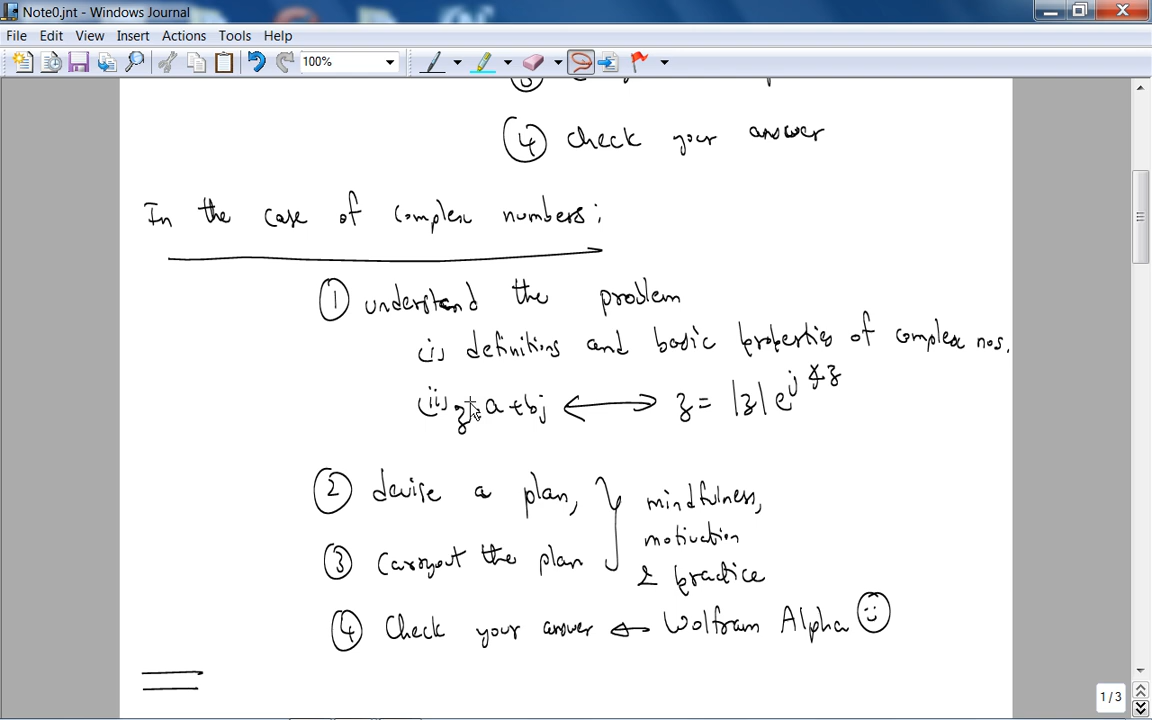 Note0.jnt - Windows Journal
File Edit View Insert Actions Tools Help
100%
④ check your answer
In the case of complex numbers:
① understand the problem
(i) definitions and basic properties of complex nos.
(ii) z=a+bj ⟷ z = |z| e^{j∡z}
② devise a plan, } mindfulness,
motivation
③ carryout the plan
& practice
④ Check your answer ← Wolfram Alpha ☺
1 / 3